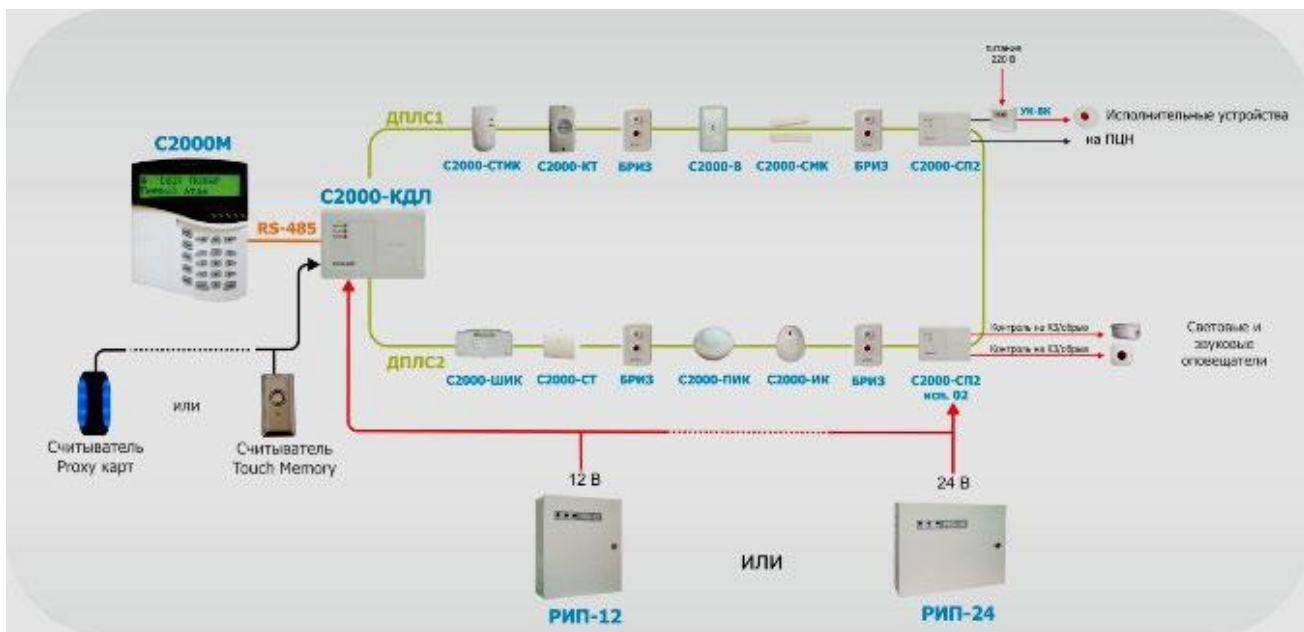 питание
220 В
УК-ВК
Исполнительные устройства
на ПЦН
ДПЛС1
С2000М
С2000-СТИК
С2000-КТ
БРИЗ
С2000-В
С2000-СМК
БРИЗ
С2000-СП2
С2000-КДЛ
RS-485
Контроль на КЗ/обрыв
Контроль на КЗ/обрыв
Световые и
звуковые
оповещатели
ДПЛС2
С2000-ШИК
С2000-СТ
БРИЗ
С2000-ПИК
С2000-ИК
БРИЗ
С2000-СП2
исп. 02
или
Считыватель
Proxy карт
Считыватель
Touch Memory
12 В
24 В
ИЛИ
РИП-12
РИП-24